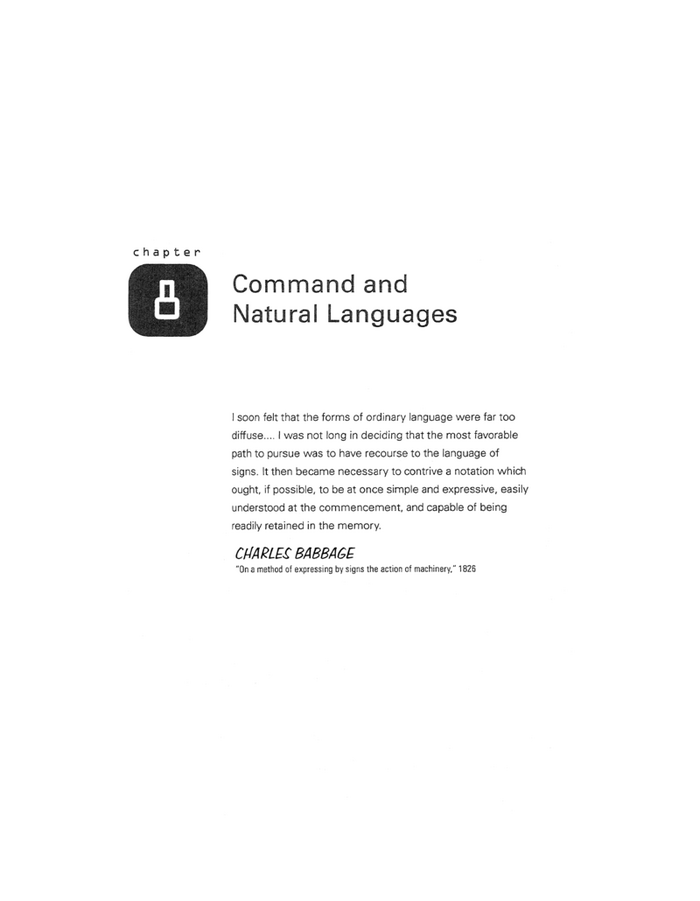 chapter
8
Command and
Natural Languages
I soon felt that the forms of ordinary language were far too
diffuse.... I was not long in deciding that the most favorable
path to pursue was to have recourse to the language of
signs. It then became necessary to contrive a notation which
ought, if possible, to be at once simple and expressive, easily
understood at the commencement, and capable of being
readily retained in the memory.
CHARLES BABBAGE
"On a method of expressing by signs the action of machinery," 1826